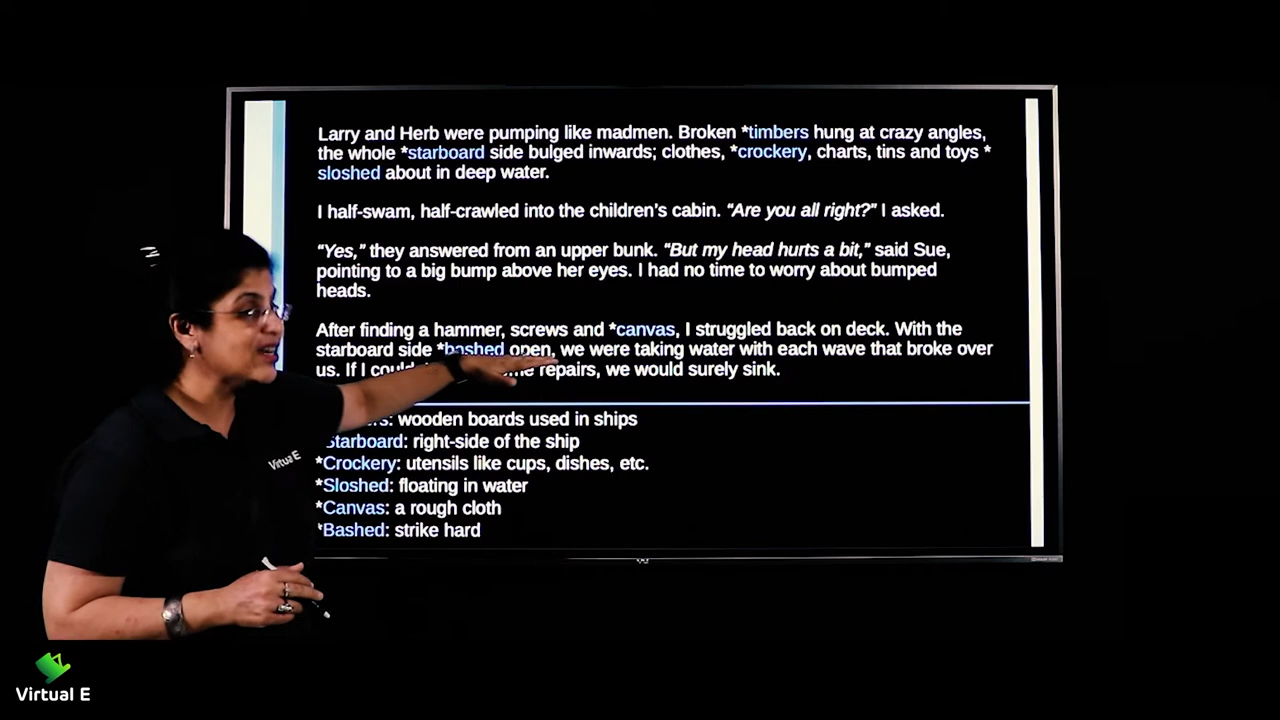 Larry and Herb were pumping like madmen. Broken *timbers hung at crazy angles,
the whole *starboard side bulged inwards; clothes, *crockery, charts, tins and toys *
sloshed about in deep water.
I half-swam, half-crawled into the children's cabin. “Are you all right?” I asked.
“Yes,” they answered from an upper bunk. “But my head hurts a bit,” said Sue,
pointing to a big bump above her eyes. I had no time to worry about bumped
heads.
After finding a hammer, screws and *canvas, I struggled back on deck. With the
starboard side *bashed open, we were taking water with each wave that broke over
us. If I repairs, we would surely sink.
wooden boards used in ships
Starboard: right-side of the ship
*Crockery: utensils like cups, dishes, etc.
*Sloshed: floating in water
*Canvas: a rough cloth
*Bashed: strike hard
Virtual E
Virtual E